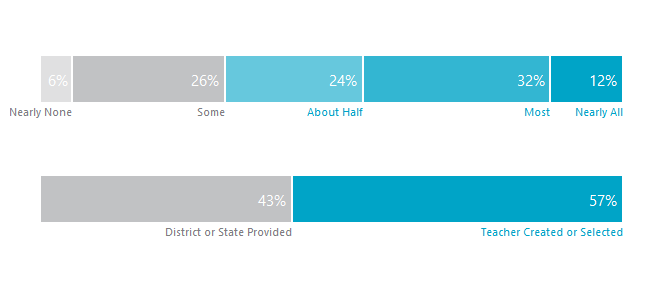 6% 26% 24% 32% 12%
Nearly None Some About Half Most Nearly All
43% 57%
District or State Provided Teacher Created or Selected